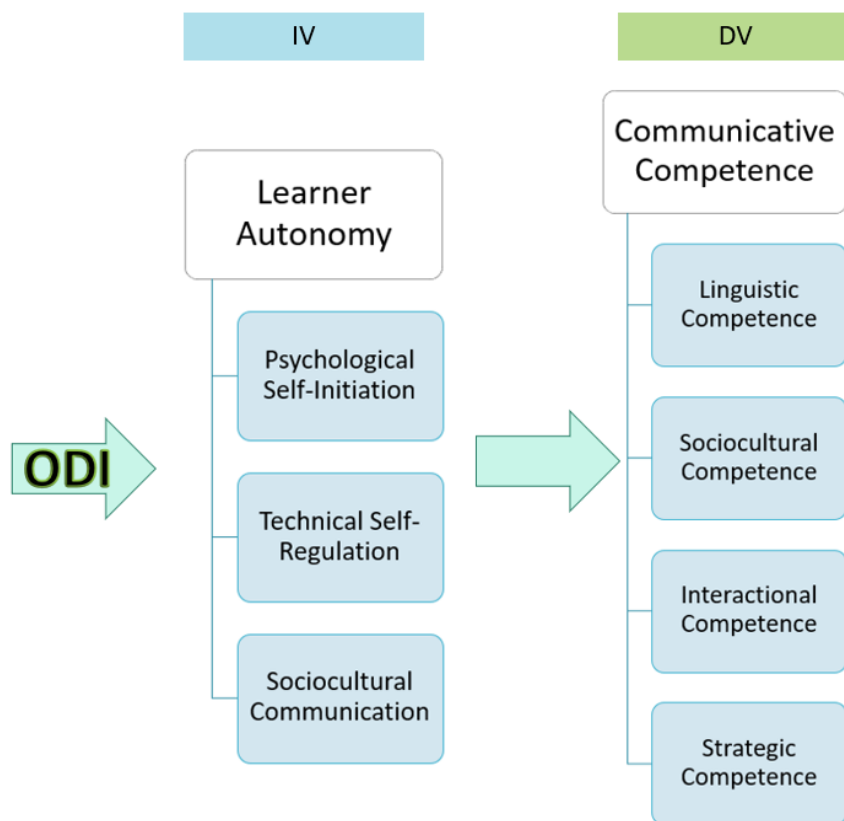 IV
DV
Learner
Autonomy
Psychological
Self-Initiation
Technical Self-
Regulation
Sociocultural
Communication
ODI
Communicative
Competence
Linguistic
Competence
Sociocultural
Competence
Interactional
Competence
Strategic
Competence